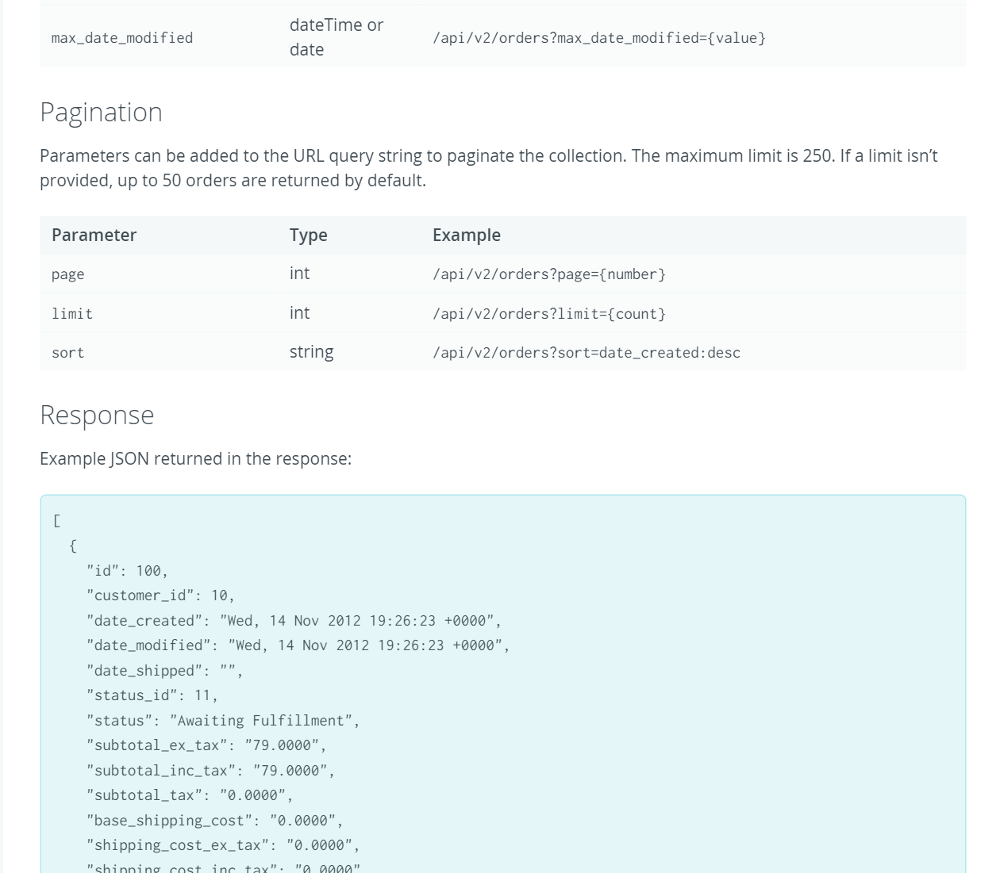 max_date_modified dateTime or date /api/v2/orders?max_date_modified={value}
Pagination
Parameters can be added to the URL query string to paginate the collection. The maximum limit is 250. If a limit isn’t
provided, up to 50 orders are returned by default.
Parameter Type Example
page int /api/v2/orders?page={number}
limit int /api/v2/orders?limit={count}
sort string /api/v2/orders?sort=date_created:desc
Response
Example JSON returned in the response:
[
  {
    "id": 100,
    "customer_id": 10,
    "date_created": "Wed, 14 Nov 2012 19:26:23 +0000",
    "date_modified": "Wed, 14 Nov 2012 19:26:23 +0000",
    "date_shipped": "",
    "status_id": 11,
    "status": "Awaiting Fulfillment",
    "subtotal_ex_tax": "79.0000",
    "subtotal_inc_tax": "79.0000",
    "subtotal_tax": "0.0000",
    "base_shipping_cost": "0.0000",
    "shipping_cost_ex_tax": "0.0000",
    "shipping_cost_inc_tax": "0.0000"